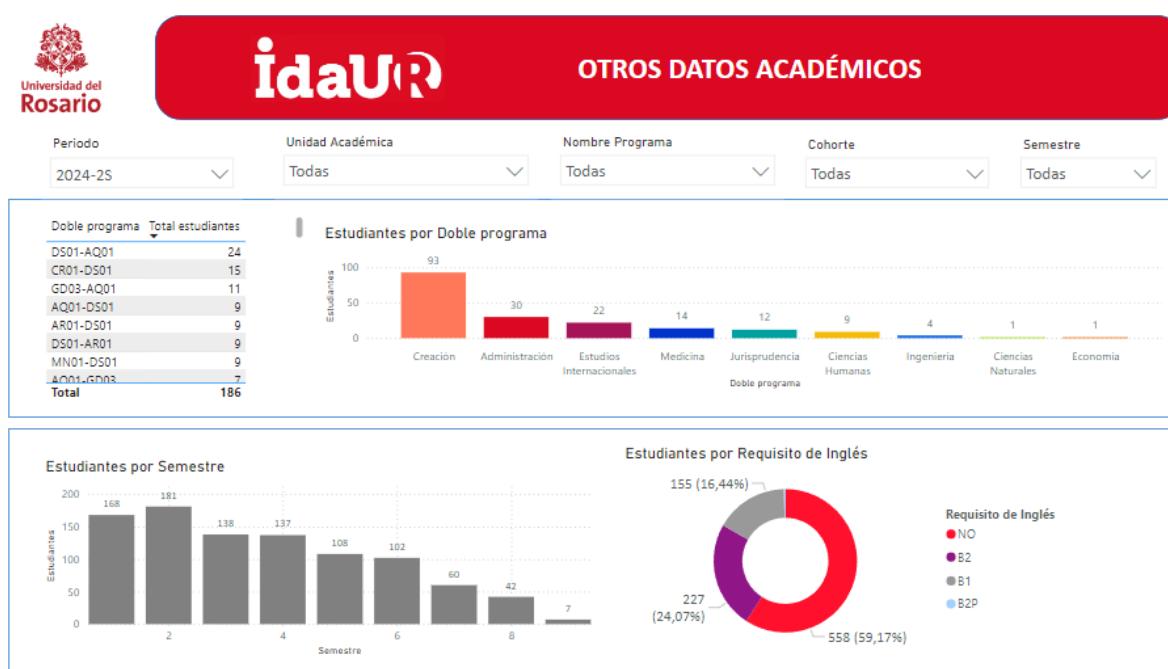 Universidad del
Rosario
idaUR
OTROS DATOS ACADÉMICOS
Periodo
2024-2S
Unidad Académica
Todas
Nombre Programa
Todas
Cohorte
Todas
Semestre
Todas
Doble programa Total estudiantes
DS01-AQ01 24
CR01-DS01 15
GD03-AQ01 11
AQ01-DS01 9
AR01-DS01 9
DS01-AR01 9
MN01-DS01 9
AQ01-GD03 7
Total 186
Estudiantes por Doble programa
Estudiantes
100
50
0
93
30
22
14
12
9
4
1
1
Creación
Administración
Estudios
Internacionales
Medicina
Jurisprudencia
Ciencias
Humanas
Ingeniería
Ciencias
Naturales
Economía
Doble programa
Estudiantes por Semestre
Estudiantes
200
150
100
50
0
168
181
138
137
108
102
60
42
7
2
4
6
8
Semestre
Estudiantes por Requisito de Inglés
155 (16,44%)
227
(24,07%)
558 (59,17%)
Requisito de Inglés
NO
B2
B1
B2P